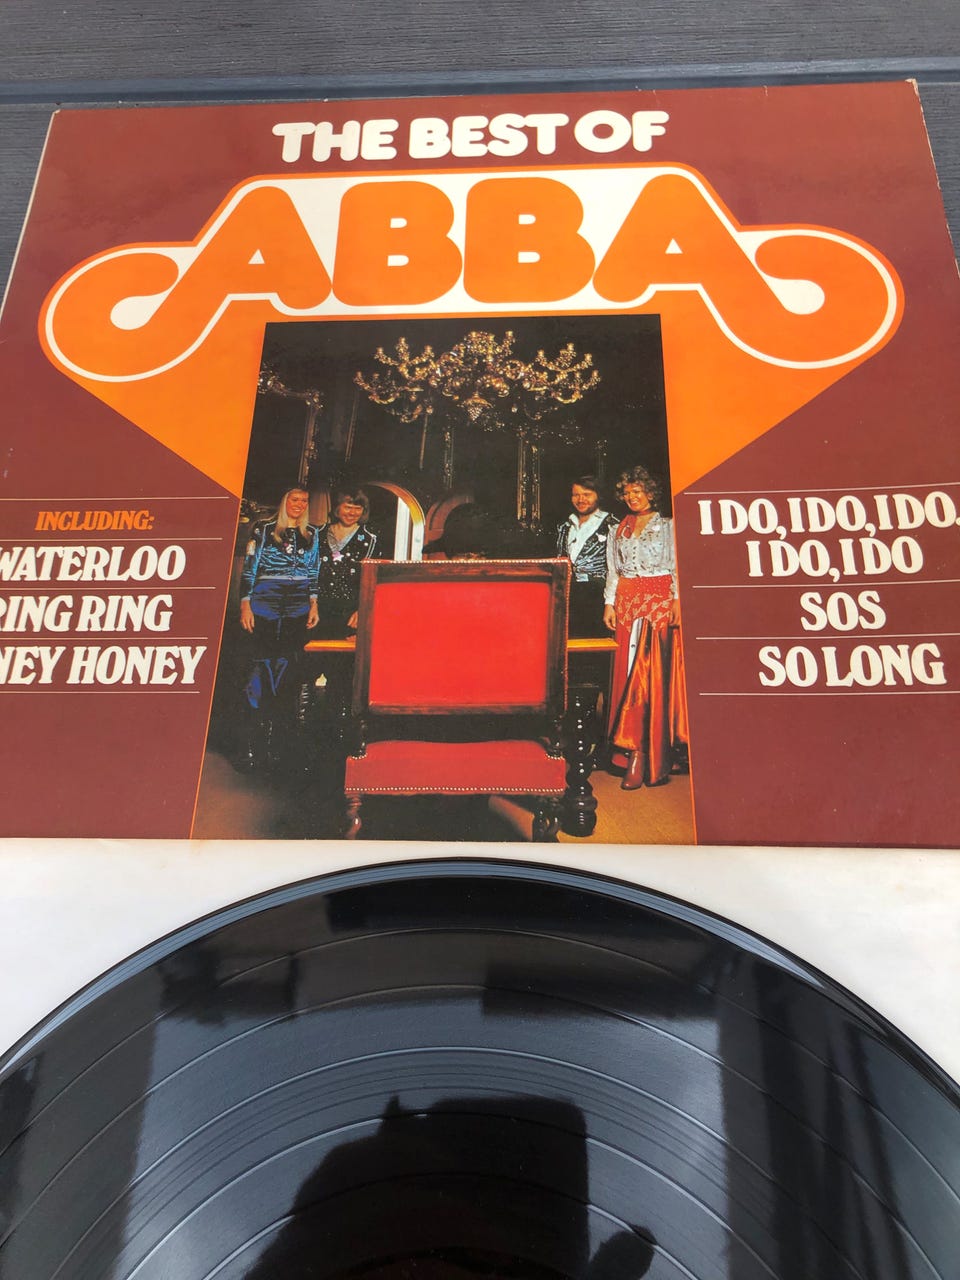 THE BEST OF
ABBA
INCLUDING:
WATERLOO
RING RING
NEY HONEY
I DO, I DO, I DO,
I DO, I DO
SOS
SO LONG